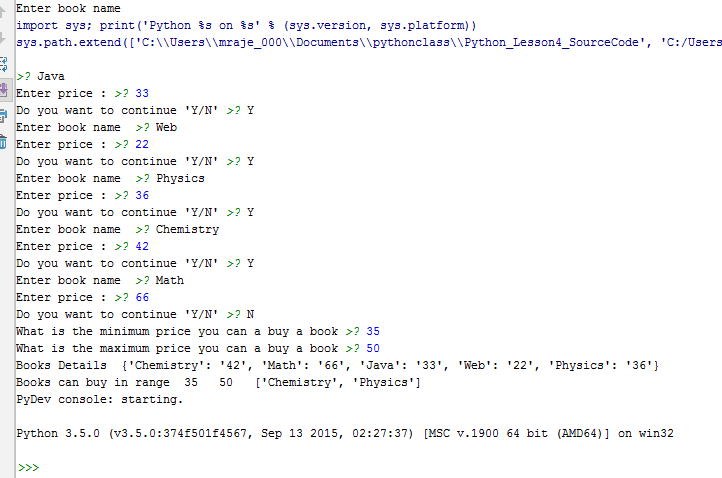 Enter book name
import sys; print('Python %s on %s' % (sys.version, sys.platform))
sys.path.extend(['C:\\Users\\mraje_000\\Documents\\pythonclass\\Python_Lesson4_SourceCode', 'C:/Users
>? Java
Enter price : >? 33
Do you want to continue 'Y/N' >? Y
Enter book name  >? Web
Enter price : >? 22
Do you want to continue 'Y/N' >? Y
Enter book name  >? Physics
Enter price : >? 36
Do you want to continue 'Y/N' >? Y
Enter book name  >? Chemistry
Enter price : >? 42
Do you want to continue 'Y/N' >? Y
Enter book name  >? Math
Enter price : >? 66
Do you want to continue 'Y/N' >? N
What is the minimum price you can a buy a book >? 35
What is the maximum price you can a buy a book >? 50
Books Details  {'Chemistry': '42', 'Math': '66', 'Java': '33', 'Web': '22', 'Physics': '36'}
Books can buy in range  35   50   ['Chemistry', 'Physics']
PyDev console: starting.
Python 3.5.0 (v3.5.0:374f501f4567, Sep 13 2015, 02:27:37) [MSC v.1900 64 bit (AMD64)] on win32
>>>